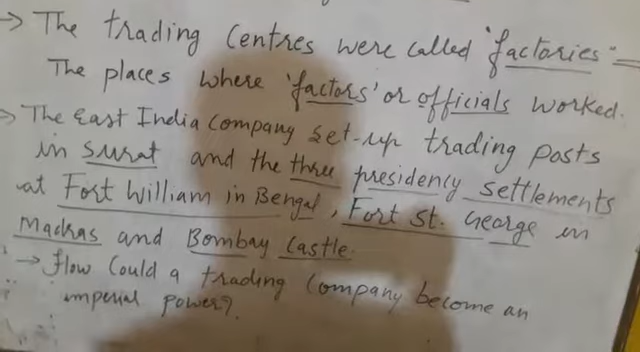 → The trading Centres were called "factories" =
The places where 'factors' or officials worked.
→ The East India Company set-up trading posts
in Surat and the three presidency settlements
at Fort William in Bengal, Fort St. George in
Madras and Bombay Castle.
→ How Could a trading Company become an
imperial power?